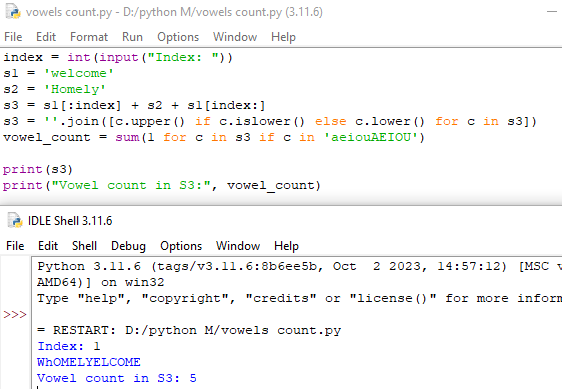 vowels count.py - D:/python M/vowels count.py (3.11.6)
File Edit Format Run Options Window Help
index = int(input("Index: "))
s1 = 'welcome'
s2 = 'Homely'
s3 = s1[:index] + s2 + s1[index:]
s3 = ''.join([c.upper() if c.islower() else c.lower() for c in s3])
vowel_count = sum(1 for c in s3 if c in 'aeiouAEIOU')
print(s3)
print("Vowel count in S3:", vowel_count)
IDLE Shell 3.11.6
File Edit Shell Debug Options Window Help
Python 3.11.6 (tags/v3.11.6:8b6ee5b, Oct  2 2023, 14:57:12) [MSC v
AMD64)] on win32
Type "help", "copyright", "credits" or "license()" for more inform
>>>
= RESTART: D:/python M/vowels count.py
Index: 1
WhOMELYELCOME
Vowel count in S3: 5